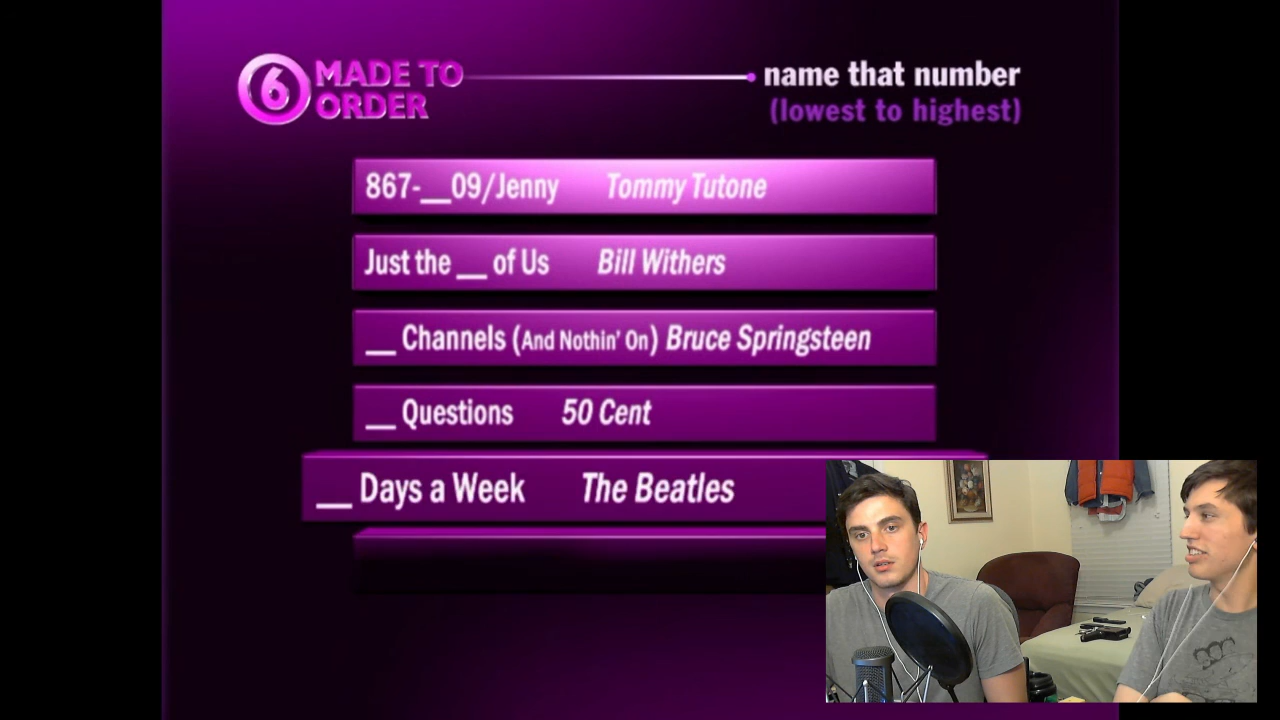 6 MADE TO ORDER
name that number
(lowest to highest)
867-__09/Jenny Tommy Tutone
Just the __ of Us Bill Withers
__ Channels (And Nothin' On) Bruce Springsteen
__ Questions 50 Cent
__ Days a Week The Beatles